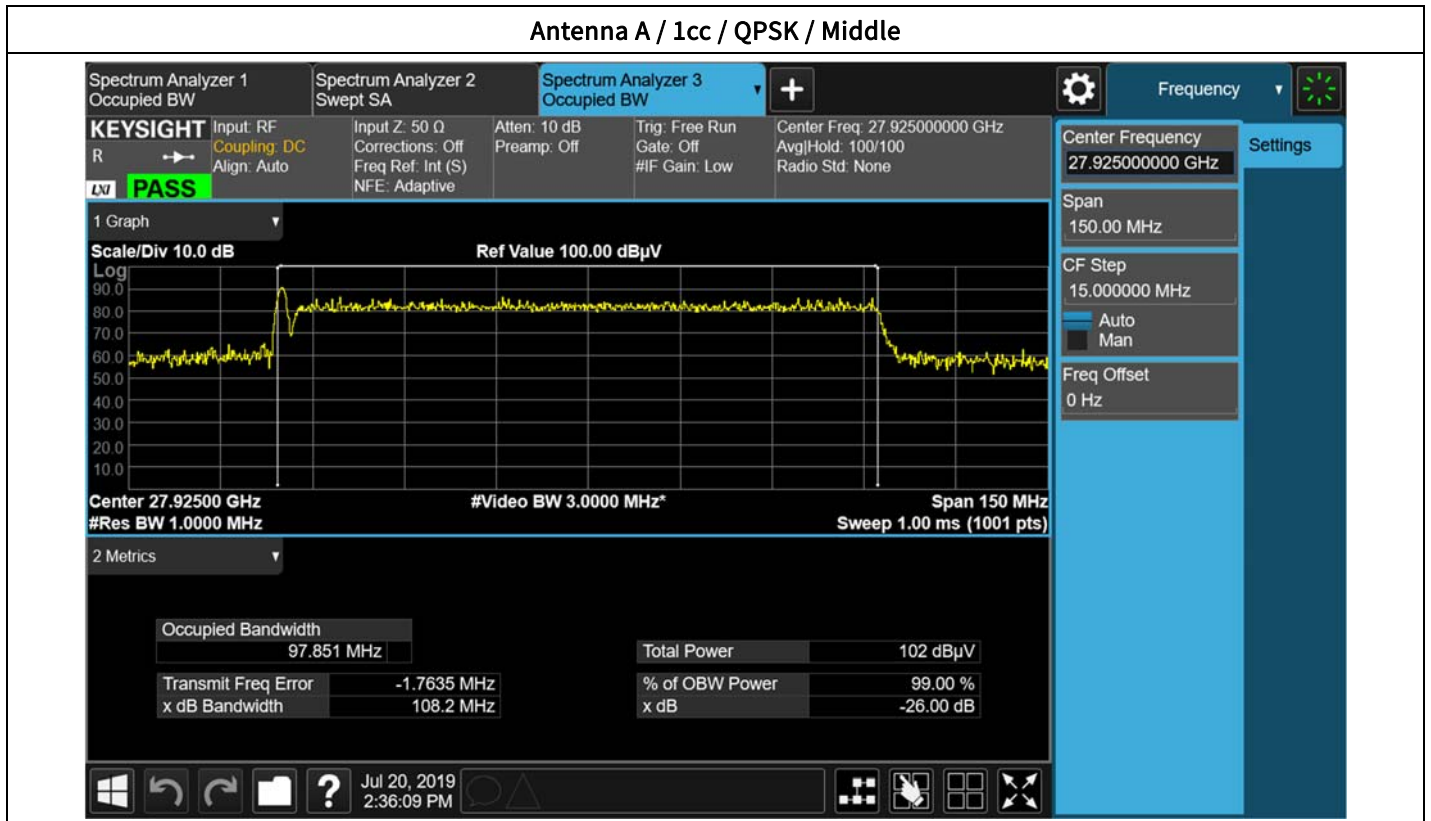 Antenna A / 1cc / QPSK / Middle
Spectrum Analyzer 1
Occupied BW
Spectrum Analyzer 2
Swept SA
Spectrum Analyzer 3
Occupied BW
+
Frequency
KEYSIGHT
R
LXI
PASS
Input: RF
Coupling: DC
Align: Auto
Input Z: 50 Ω
Corrections: Off
Freq Ref: Int (S)
NFE: Adaptive
Atten: 10 dB
Preamp: Off
Trig: Free Run
Gate: Off
#IF Gain: Low
Center Freq: 27.925000000 GHz
Avg|Hold: 100/100
Radio Std: None
Center Frequency
27.925000000 GHz
Settings
Span
150.00 MHz
CF Step
15.000000 MHz
Auto
Man
Freq Offset
0 Hz
1 Graph
Scale/Div 10.0 dB
Ref Value 100.00 dBµV
Log
90.0
80.0
70.0
60.0
50.0
40.0
30.0
20.0
10.0
Center 27.92500 GHz
#Video BW 3.0000 MHz*
Span 150 MHz
#Res BW 1.0000 MHz
Sweep 1.00 ms (1001 pts)
2 Metrics
Occupied Bandwidth
97.851 MHz
Transmit Freq Error -1.7635 MHz
x dB Bandwidth 108.2 MHz
Total Power 102 dBµV
% of OBW Power 99.00 %
x dB -26.00 dB
?
Jul 20, 2019
2:36:09 PM